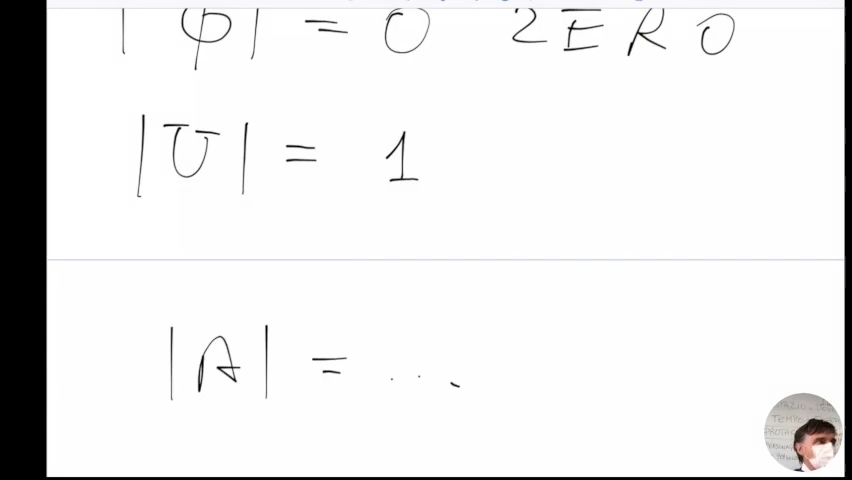 |φ| = 0 ZERO
|U| = 1
|A| = ...